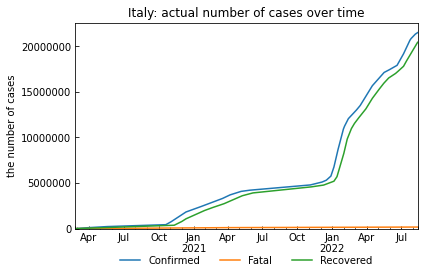 Italy: actual number of cases over time
the number of cases
20000000
15000000
10000000
5000000
0
Apr Jul Oct Jan Apr Jul Oct Jan Apr Jul
2021 2022
Confirmed Fatal Recovered